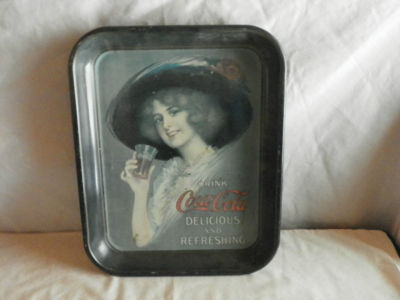 DRINK
Coca-Cola
DELICIOUS
AND
REFRESHING